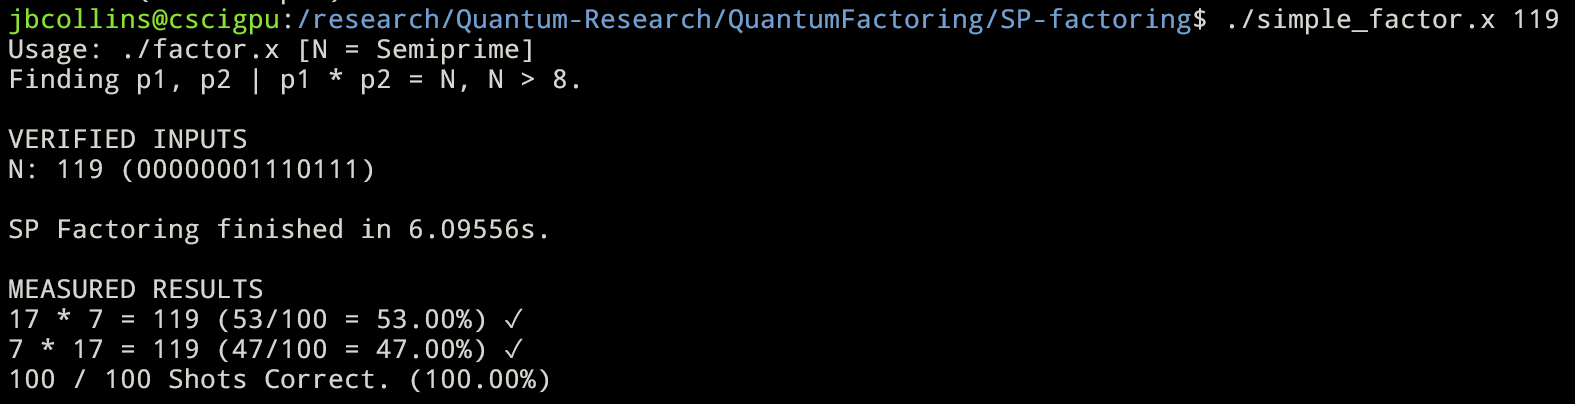 jbcollins@cscigpu:/research/Quantum-Research/QuantumFactoring/SP-factoring$ ./simple_factor.x 119
Usage: ./factor.x [N = Semiprime]
Finding p1, p2 | p1 * p2 = N, N > 8.
VERIFIED INPUTS
N: 119 (00000001110111)
SP Factoring finished in 6.09556s.
MEASURED RESULTS
17 * 7 = 119 (53/100 = 53.00%) ✓
7 * 17 = 119 (47/100 = 47.00%) ✓
100 / 100 Shots Correct. (100.00%)